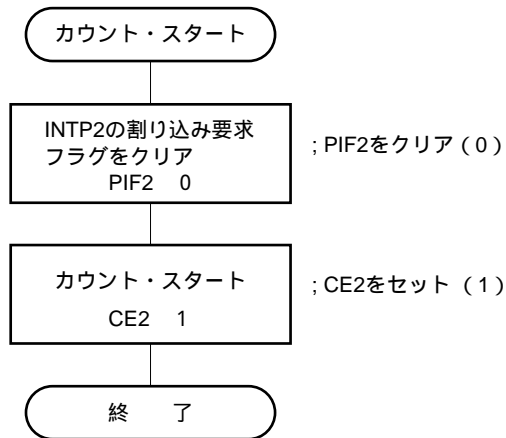 カウント・スタート
INTP2の割り込み要求
フラグをクリア
PIF2 0
;PIF2をクリア(0)
カウント・スタート
CE2 1
;CE2をセット(1)
終 了